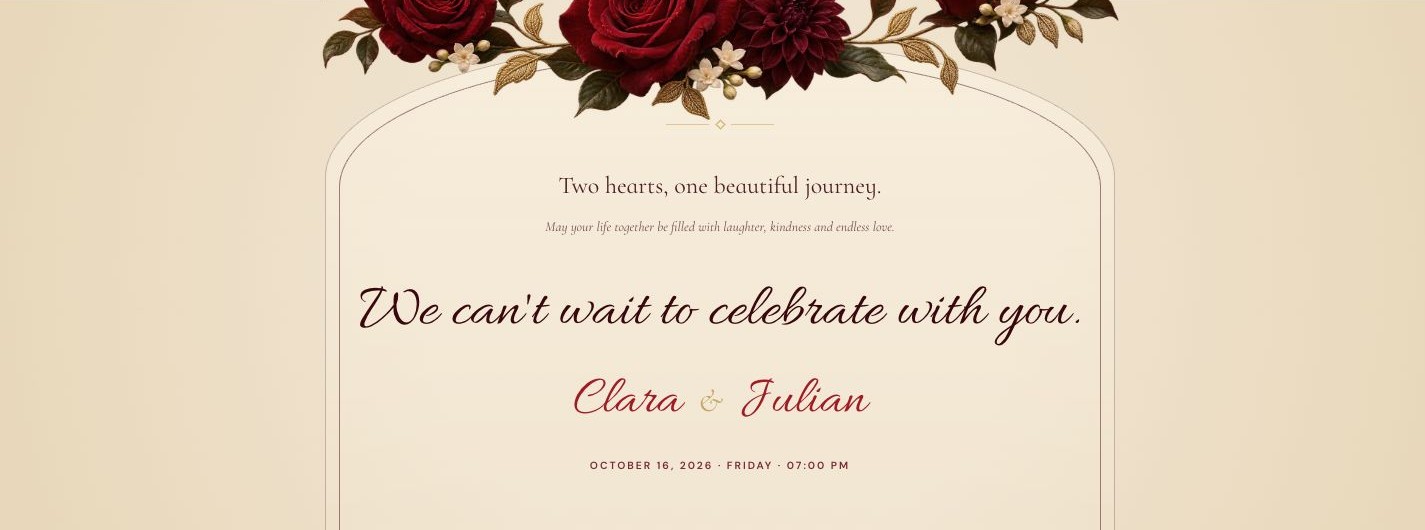 Two hearts, one beautiful journey.
May your life together be filled with laughter, kindness and endless love.
We can't wait to celebrate with you.
Clara & Julian
OCTOBER 16, 2026 · FRIDAY · 07:00 PM